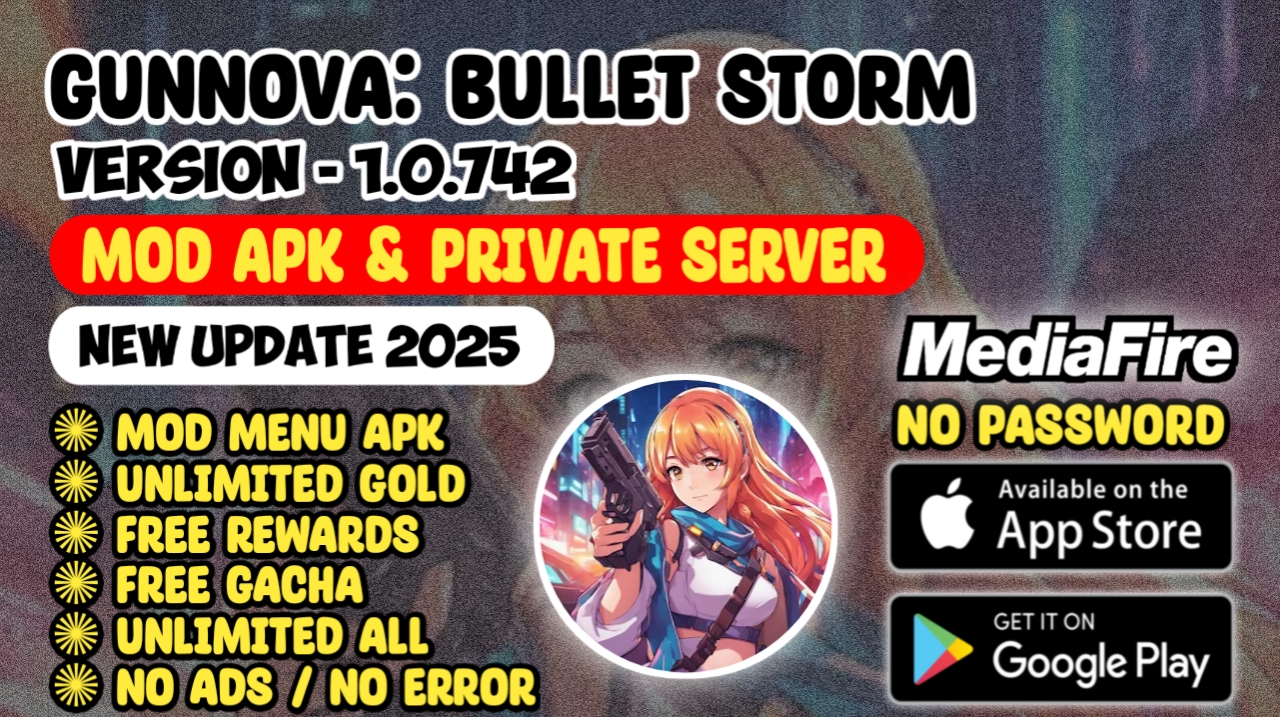 GUNNOVA: BULLET STORM
VERSION - 1.0.742
MOD APK & PRIVATE SERVER
NEW UPDATE 2025
MOD MENU APK
UNLIMITED GOLD
FREE REWARDS
FREE GACHA
UNLIMITED ALL
NO ADS / NO ERROR
MediaFire
NO PASSWORD
Available on the
App Store
GET IT ON
Google Play